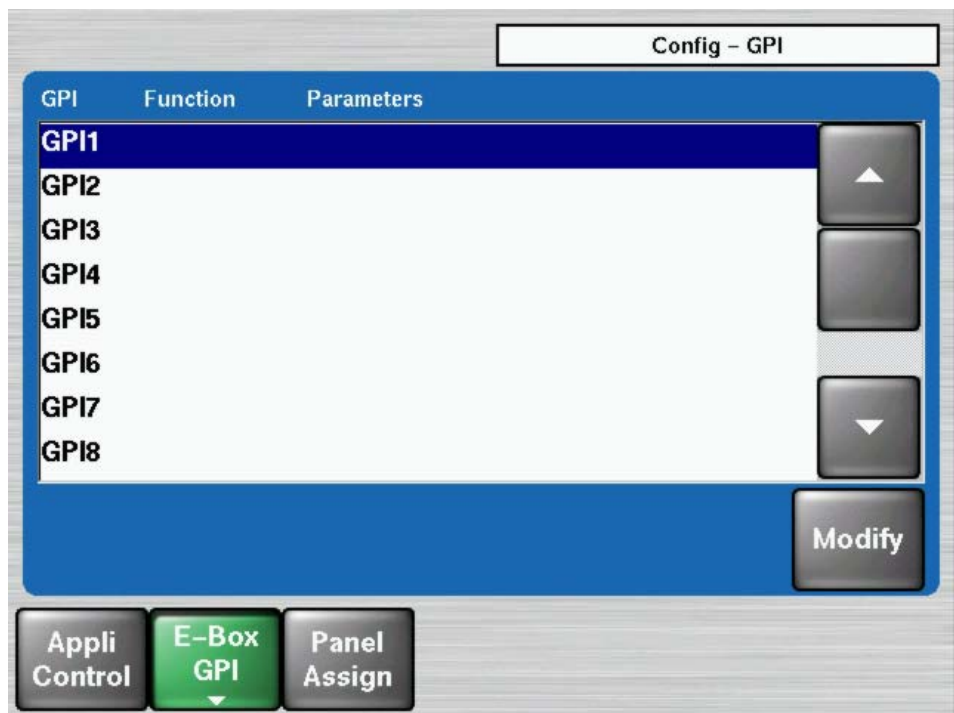 Config – GPI
GPI Function Parameters
GPI1
GPI2
GPI3
GPI4
GPI5
GPI6
GPI7
GPI8
Modify
Appli
Control
E–Box
GPI
Panel
Assign